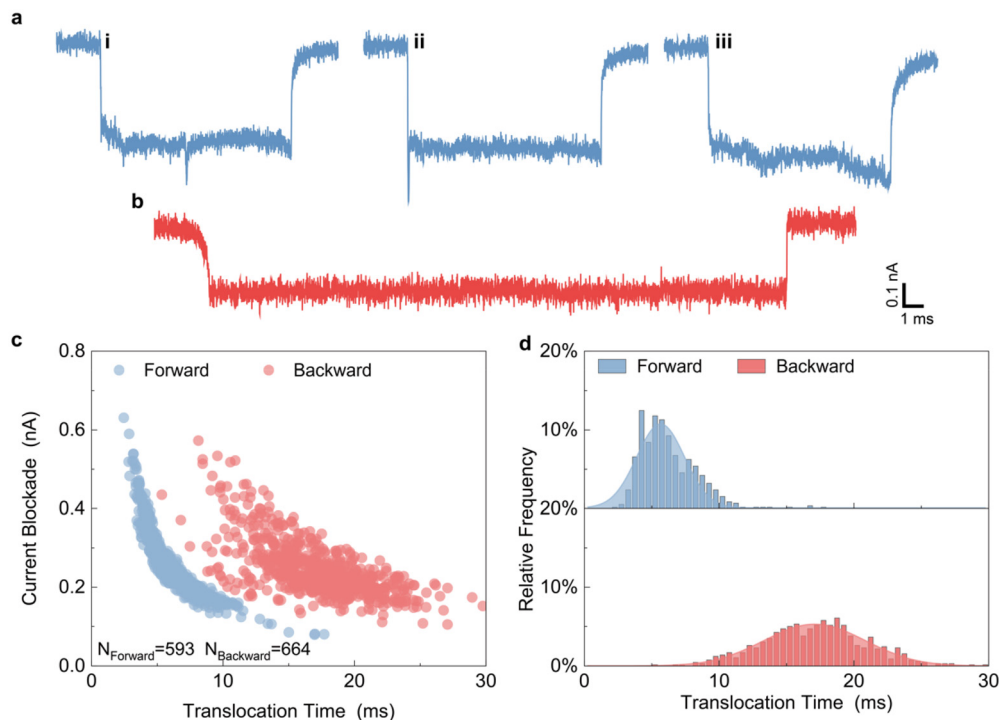 a
i
ii
iii
b
0.1 nA
1 ms
c
d
0.8
0.6
0.4
0.2
0.0
Current Blockade (nA)
Forward
Backward
N_Forward=593 N_Backward=664
0
10
20
30
Translocation Time (ms)
20%
10%
20%
10%
0%
Relative Frequency
Forward
Backward
0
10
20
30
Translocation Time (ms)